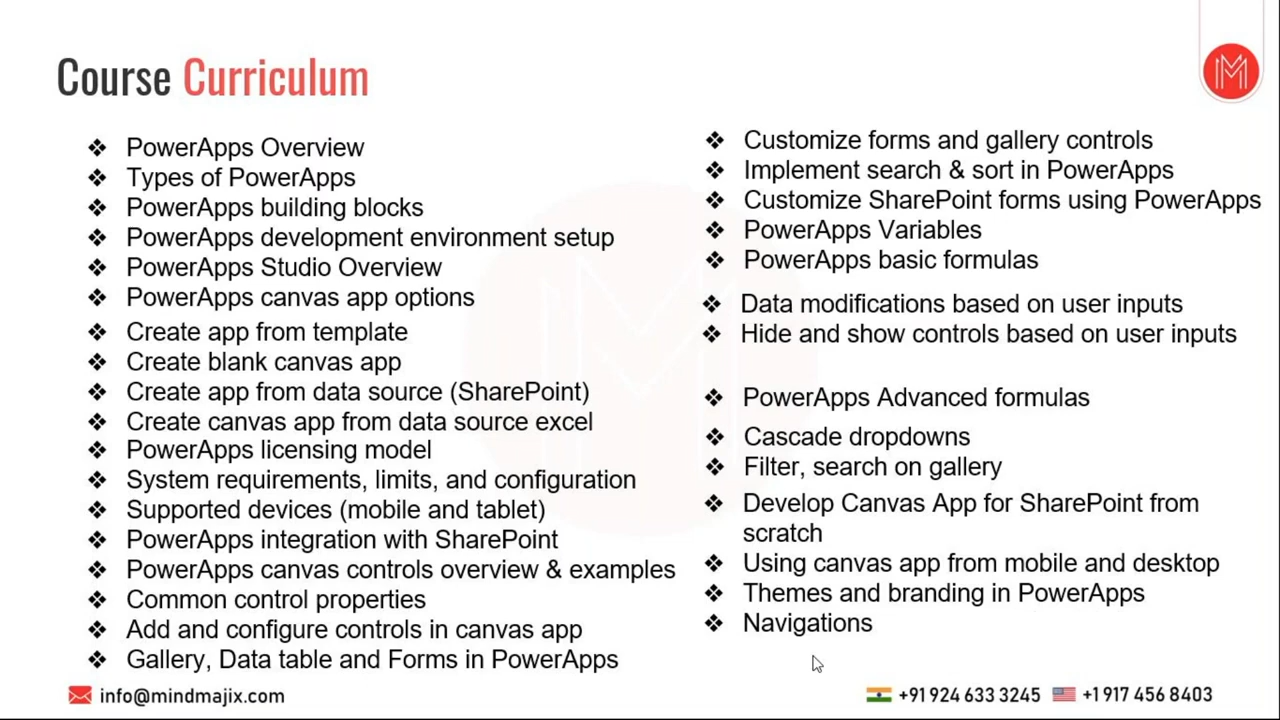 Course Curriculum
❖ PowerApps Overview
❖ Types of PowerApps
❖ PowerApps building blocks
❖ PowerApps development environment setup
❖ PowerApps Studio Overview
❖ PowerApps canvas app options
❖ Create app from template
❖ Create blank canvas app
❖ Create app from data source (SharePoint)
❖ Create canvas app from data source excel
❖ PowerApps licensing model
❖ System requirements, limits, and configuration
❖ Supported devices (mobile and tablet)
❖ PowerApps integration with SharePoint
❖ PowerApps canvas controls overview & examples
❖ Common control properties
❖ Add and configure controls in canvas app
❖ Gallery, Data table and Forms in PowerApps
❖ Customize forms and gallery controls
❖ Implement search & sort in PowerApps
❖ Customize SharePoint forms using PowerApps
❖ PowerApps Variables
❖ PowerApps basic formulas
❖ Data modifications based on user inputs
❖ Hide and show controls based on user inputs
❖ PowerApps Advanced formulas
❖ Cascade dropdowns
❖ Filter, search on gallery
❖ Develop Canvas App for SharePoint from
scratch
❖ Using canvas app from mobile and desktop
❖ Themes and branding in PowerApps
❖ Navigations
info@mindmajix.com
+91 924 633 3245 +1 917 456 8403